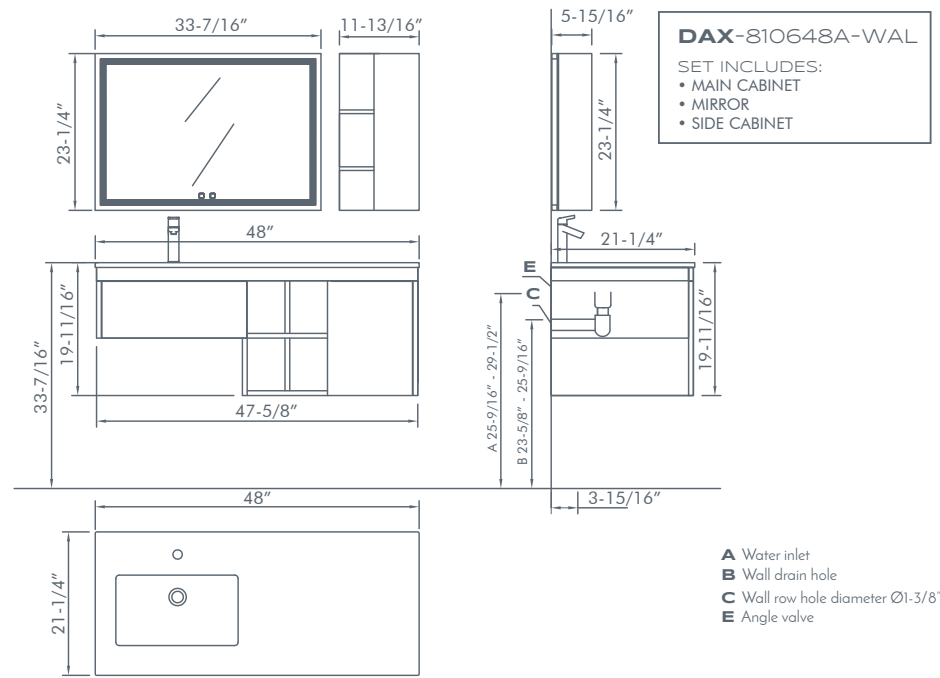 33-7/16”
11-13/16”
5-15/16”
DAX-810648A-WAL
SET INCLUDES:
• MAIN CABINET
• MIRROR
• SIDE CABINET
23-1/4”
23-1/4”
48”
21-1/4”
E
C
33-7/16”
19-11/16”
A 25-9/16” - 29-1/2”
B 23-5/8” - 25-9/16”
19-11/16”
47-5/8”
48”
3-15/16”
21-1/4”
A Water inlet
B Wall drain hole
C Wall row hole diameter Ø1-3/8”
E Angle valve